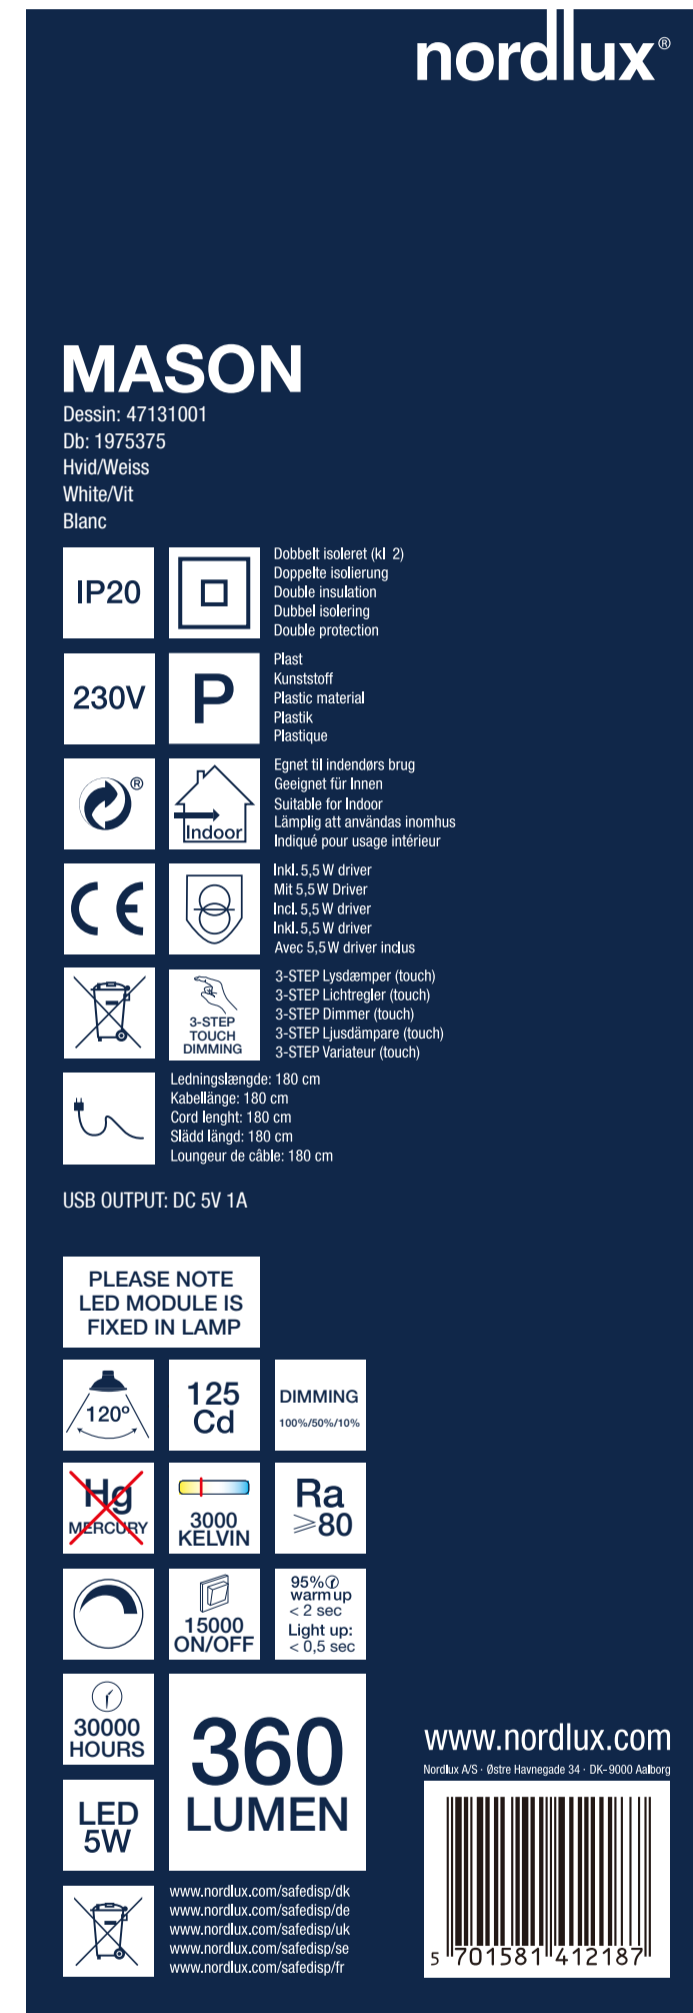 nordlux®
MASON
Dessin: 47131001
Db: 1975375
Hvid/Weiss
White/Vit
Blanc
IP20
Dobbelt isoleret (kl 2)
Doppelte isolierung
Double insulation
Dubbel isolering
Double protection
230V
P
Plast
Kunststoff
Plastic material
Plastik
Plastique
®
Indoor
Egnet til indendørs brug
Geeignet für Innen
Suitable for Indoor
Lämplig att användas inomhus
Indiqué pour usage intérieur
CE
Inkl. 5,5 W driver
Mit 5,5 W Driver
Incl. 5,5 W driver
Inkl. 5,5 W driver
Avec 5,5 W driver inclus
3-STEP
TOUCH
DIMMING
3-STEP Lysdæmper (touch)
3-STEP Lichtregler (touch)
3-STEP Dimmer (touch)
3-STEP Ljusdämpare (touch)
3-STEP Variateur (touch)
Ledningslængde: 180 cm
Kabellänge: 180 cm
Cord lenght: 180 cm
Slädd längd: 180 cm
Loungeur de câble: 180 cm
USB OUTPUT: DC 5V 1A
PLEASE NOTE
LED MODULE IS
FIXED IN LAMP
120º
125
Cd
DIMMING
100%/50%/10%
Hg
MERCURY
3000
KELVIN
Ra
⩾80
15000
ON/OFF
95%
warm up
< 2 sec
Light up:
< 0,5 sec
30000
HOURS
360
LUMEN
LED
5W
www.nordlux.com
Nordlux A/S · Østre Havnegade 34 · DK-9000 Aalborg
www.nordlux.com/safedisp/dk
www.nordlux.com/safedisp/de
www.nordlux.com/safedisp/uk
www.nordlux.com/safedisp/se
www.nordlux.com/safedisp/fr
5 701581 412187